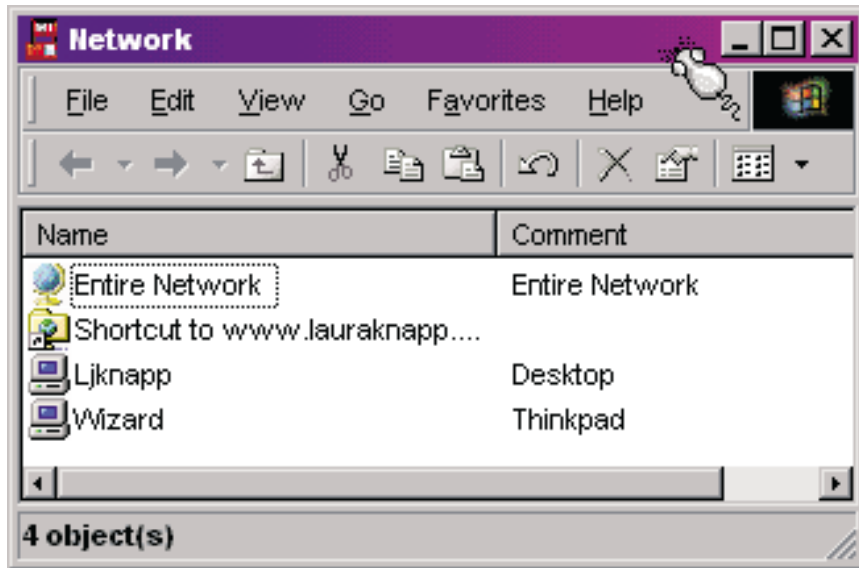 Network
File Edit View Go Favorites Help
Name Comment
Entire Network Entire Network
Shortcut to www.lauraknapp....
Ljknapp Desktop
Wizard Thinkpad
4 object(s)